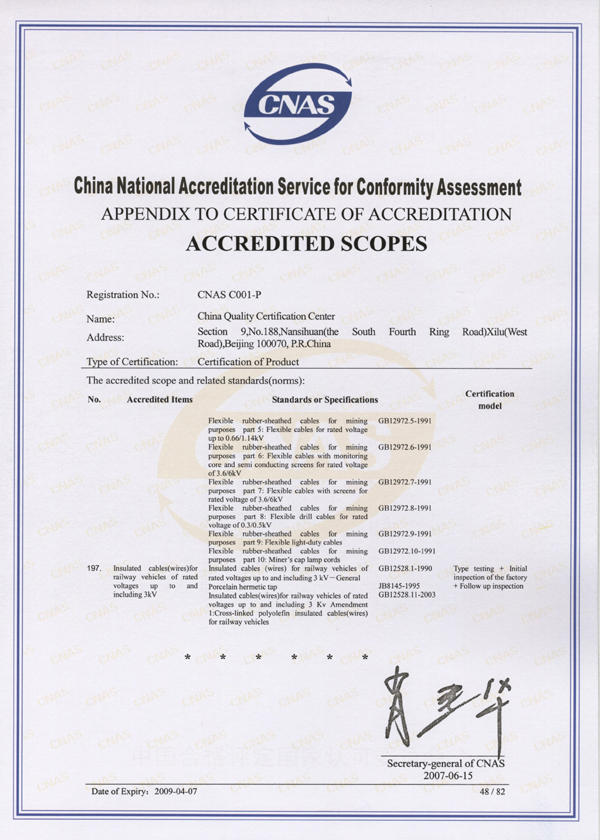 CNAS
China National Accreditation Service for Conformity Assessment
APPENDIX TO CERTIFICATE OF ACCREDITATION
ACCREDITED SCOPES
Registration No.: CNAS C001-P
Name: China Quality Certification Center
Address: Section 9,No.188,Nansihuan(the South Fourth Ring Road)Xilu(West
Road),Beijing 100070, P.R.China
Type of Certification: Certification of Product
The accredited scope and related standards(norms):
No. Accredited Items Standards or Specifications Certification
model
Flexible rubber-sheathed cables for mining GB12972.5-1991
purposes part 5: Flexible cables for rated voltage
up to 0.66/1.14kV
Flexible rubber-sheathed cables for mining GB12972.6-1991
purposes part 6: Flexible cables with monitoring
core and semi conducting screens for rated voltage
of 3.6/6kV
Flexible rubber-sheathed cables for mining GB12972.7-1991
purposes part 7: Flexible cables with screens for
rated voltage of 3.6/6kV
Flexible rubber-sheathed cables for mining GB12972.8-1991
purposes part 8: Flexible drill cables for rated
voltage of 0.3/0.5kV
Flexible rubber-sheathed cables for mining GB12972.9-1991
purposes part 9: Flexible light-duty cables
Flexible rubber-sheathed cables for mining GB12972.10-1991
purposes part 10: Miner's cap lamp cords
197. Insulated cables(wires)for Insulated cables (wires) for railway vehicles of GB12528.1-1990 Type testing + Initial
railway vehicles of rated rated voltages up to and including 3 kV－General inspection of the factory
voltages up to and Porcelain hermetic tap JB8145-1995 + Follow up inspection
including 3kV Insulated cables(wires)for railway vehicles of rated GB12528.11-2003
voltages up to and including 3 Kv Amendment
1:Cross-linked polyolefin insulated cables(wires)
for railway vehicles
* * * * * *
Secretary-general of CNAS
2007-06-15
Date of Expiry: 2009-04-07 48 / 82